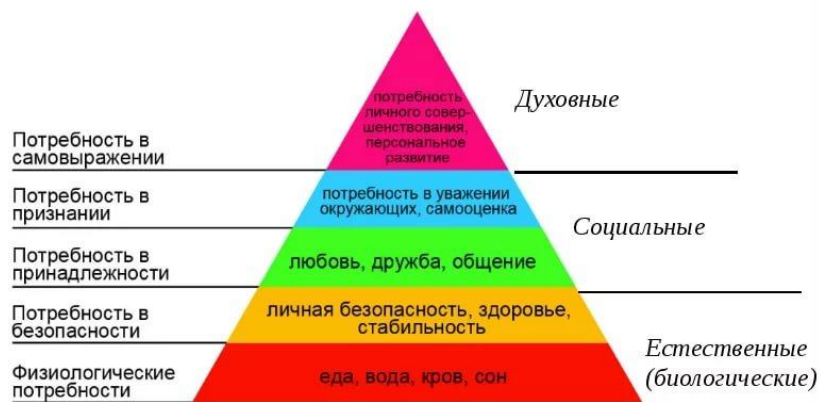 потребность
личного совер-
шенствования,
персональное
развитие
Духовные
Потребность в
самовыражении
Потребность в
признании
потребность в уважении
окружающих, самооценка
Социальные
Потребность в
принадлежности
любовь, дружба, общение
Потребность в
безопасности
личная безопасность, здоровье,
стабильность
Естественные
(биологические)
Физиологические
потребности
еда, вода, кров, сон